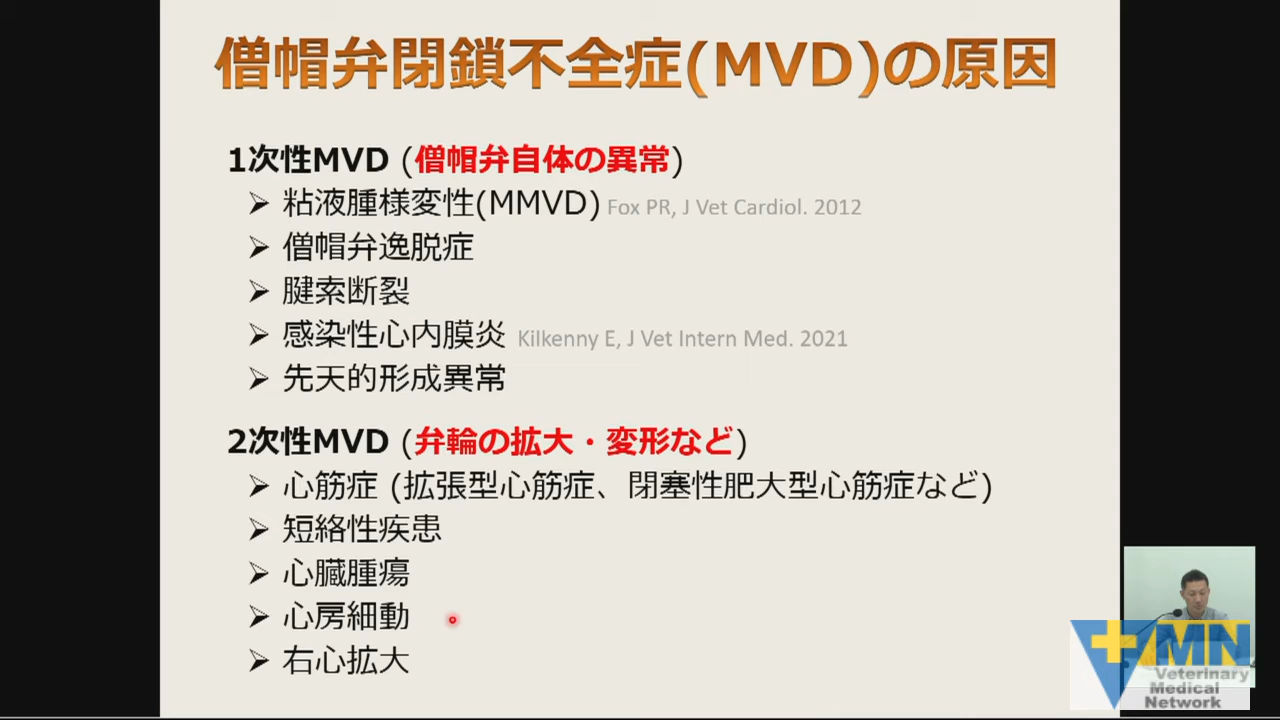 僧帽弁閉鎖不全症(MVD)の原因
1次性MVD (僧帽弁自体の異常)
➢ 粘液腫様変性(MMVD) Fox PR, J Vet Cardiol. 2012
➢ 僧帽弁逸脱症
➢ 腱索断裂
➢ 感染性心内膜炎 Kilkenny E, J Vet Intern Med. 2021
➢ 先天的形成異常
2次性MVD (弁輪の拡大・変形など)
➢ 心筋症 (拡張型心筋症、閉塞性肥大型心筋症など)
➢ 短絡性疾患
➢ 心臓腫瘍
➢ 心房細動
➢ 右心拡大
VMN
Veterinary
Medical
Network